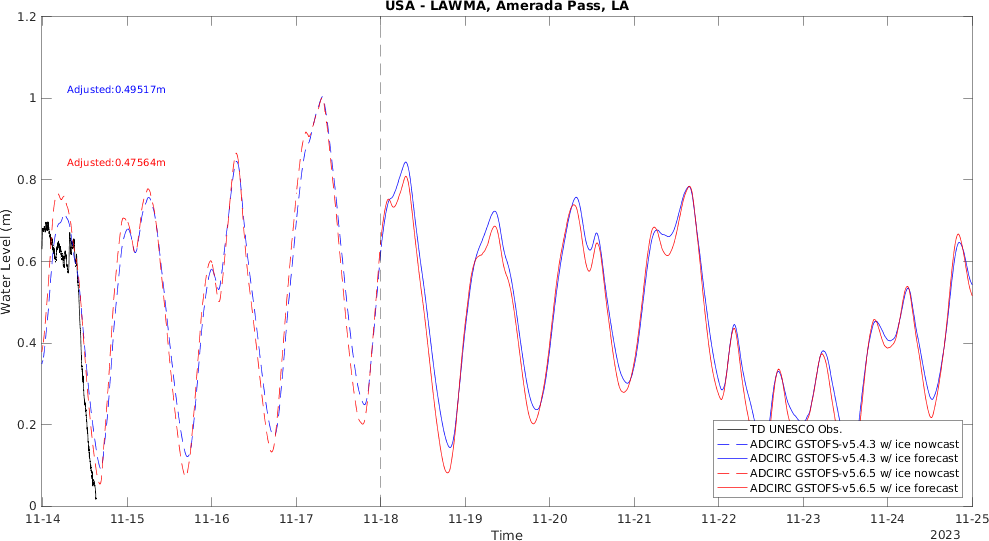 USA - LAWMA, Amerada Pass, LA
1.2
1
0.8
0.6
0.4
0.2
0
Water Level (m)
Adjusted:0.49517m
Adjusted:0.47564m
TD UNESCO Obs.
ADCIRC GSTOFS-v5.4.3 w/ ice nowcast
ADCIRC GSTOFS-v5.4.3 w/ ice forecast
ADCIRC GSTOFS-v5.6.5 w/ ice nowcast
ADCIRC GSTOFS-v5.6.5 w/ ice forecast
11-14 11-15 11-16 11-17 11-18 11-19 11-20 11-21 11-22 11-23 11-24 11-25
Time
2023